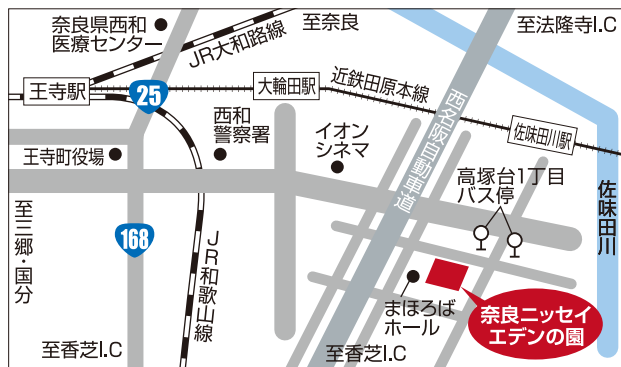 奈良県西和
医療センター
JR大和路線
至奈良
至法隆寺I.C
王寺駅
25
大輪田駅
近鉄田原本線
西名阪自動車道
佐味田川駅
王寺町役場
西和
警察署
イオン
シネマ
高塚台1丁目
バス停
佐味田川
至三郷・国分
168
JR和歌山線
まほろば
ホール
奈良ニッセイ
エデンの園
至香芝I.C
至香芝I.C